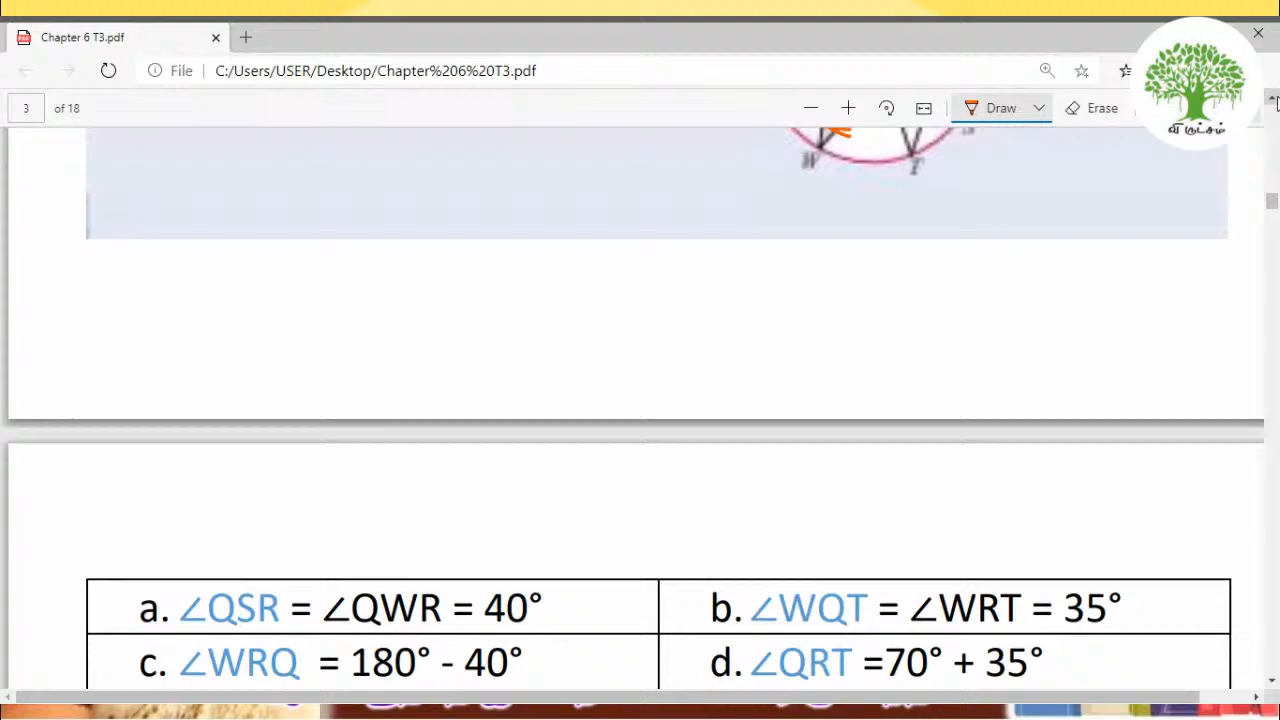 Chapter 6 T3.pdf
File C:/Users/USER/Desktop/Chapter%206%20T3.pdf
விருட்சம்
3 of 18 Draw Erase
W T
a. ∠QSR = ∠QWR = 40° b. ∠WQT = ∠WRT = 35°
c. ∠WRQ = 180° - 40° d. ∠QRT =70° + 35°